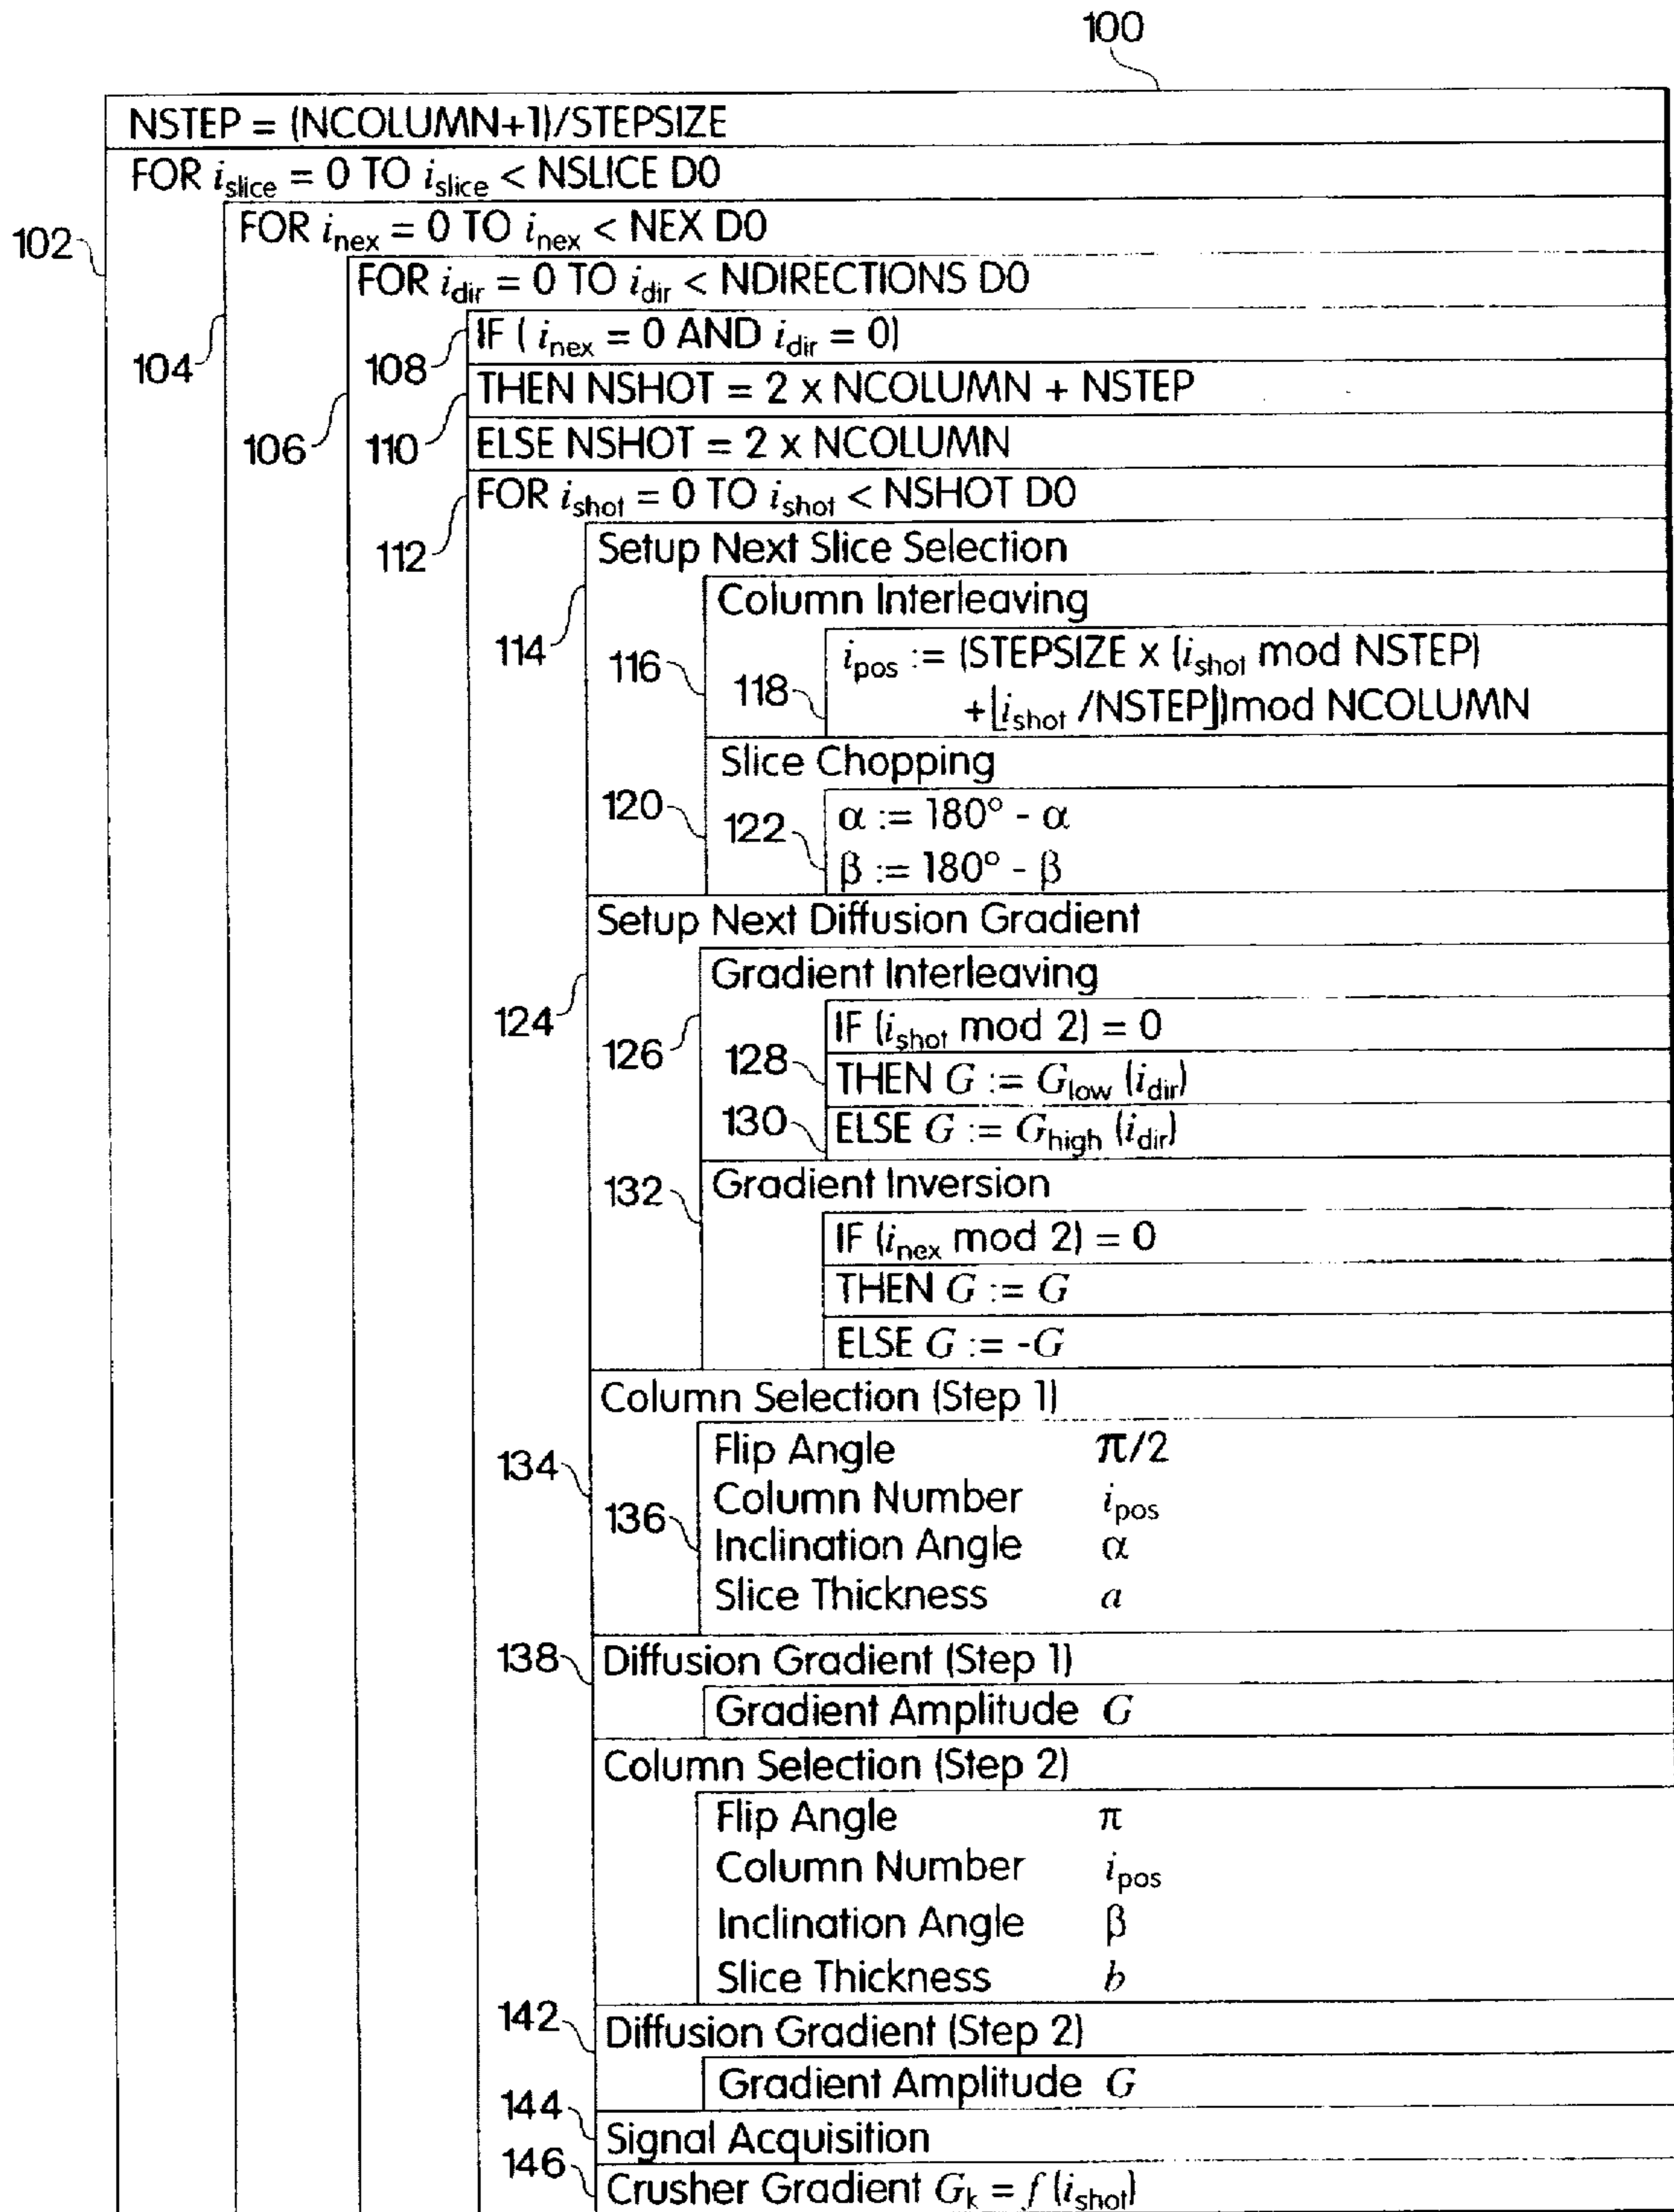 100
NSTEP = (NCOLUMN+1)/STEPSIZE
FOR i_slice = 0 TO i_slice < NSLICE DO
102
FOR i_nex = 0 TO i_nex < NEX DO
FOR i_dir = 0 TO i_dir < NDIRECTIONS DO
104
108
IF ( i_nex = 0 AND i_dir = 0)
106
110
THEN NSHOT = 2 x NCOLUMN + NSTEP
ELSE NSHOT = 2 x NCOLUMN
112
FOR i_shot = 0 TO i_shot < NSHOT DO
114
Setup Next Slice Selection
116
Column Interleaving
118
i_pos := (STEPSIZE x (i_shot mod NSTEP)
+⌊i_shot /NSTEP⌋)mod NCOLUMN
120
Slice Chopping
122
α := 180° - α
β := 180° - β
124
Setup Next Diffusion Gradient
126
Gradient Interleaving
IF (i_shot mod 2) = 0
128
THEN G := G_low (i_dir)
130
ELSE G := G_high (i_dir)
132
Gradient Inversion
IF (i_nex mod 2) = 0
THEN G := G
ELSE G := -G
134
Column Selection (Step 1)
136
Flip Angle π/2
Column Number i_pos
Inclination Angle α
Slice Thickness a
138
Diffusion Gradient (Step 1)
Gradient Amplitude G
Column Selection (Step 2)
Flip Angle π
Column Number i_pos
Inclination Angle β
Slice Thickness b
142
Diffusion Gradient (Step 2)
Gradient Amplitude G
144
Signal Acquisition
146
Crusher Gradient G_k = f (i_shot)